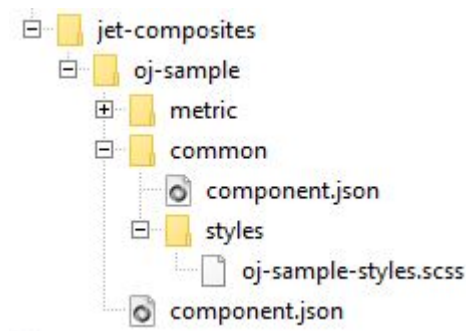 jet-composites
oj-sample
metric
common
component.json
styles
oj-sample-styles.scss
component.json